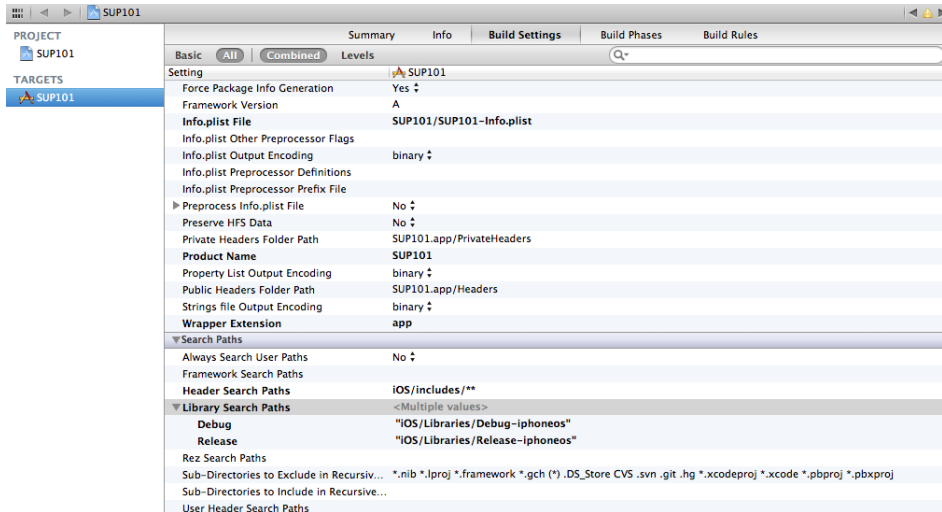 SUP101
PROJECT
SUP101
TARGETS
SUP101
Summary Info Build Settings Build Phases Build Rules
Basic All Combined Levels
Setting SUP101
Force Package Info Generation Yes
Framework Version A
Info.plist File SUP101/SUP101-Info.plist
Info.plist Other Preprocessor Flags
Info.plist Output Encoding binary
Info.plist Preprocessor Definitions
Info.plist Preprocessor Prefix File
Preprocess Info.plist File No
Preserve HFS Data No
Private Headers Folder Path SUP101.app/PrivateHeaders
Product Name SUP101
Property List Output Encoding binary
Public Headers Folder Path SUP101.app/Headers
Strings file Output Encoding binary
Wrapper Extension app
Search Paths
Always Search User Paths No
Framework Search Paths
Header Search Paths iOS/includes/**
Library Search Paths <Multiple values>
Debug "iOS/Libraries/Debug-iphoneos"
Release "iOS/Libraries/Release-iphoneos"
Rez Search Paths
Sub-Directories to Exclude in Recursiv... *.nib *.lproj *.framework *.gch (*) .DS_Store CVS .svn .git .hg *.xcodeproj *.xcode *.pbproj *.pbxproj
Sub-Directories to Include in Recursive...
User Header Search Paths